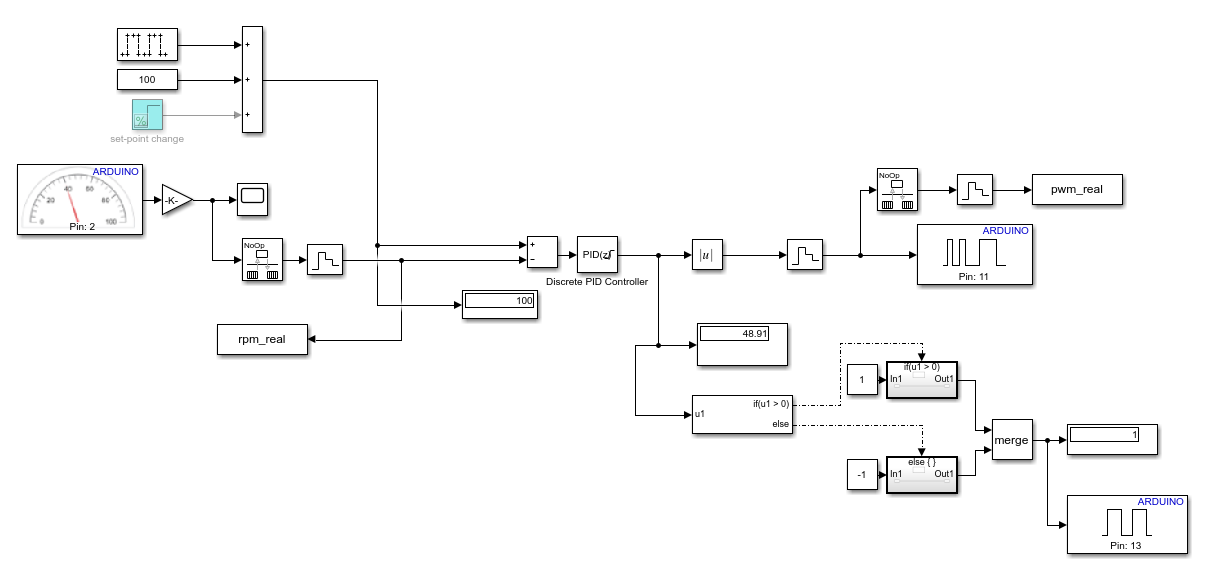 +
100
+
+
set-point change
ARDUINO
0
20
40
60
80
100
Pin: 2
-K-
NoOp
rpm_real
100
+
−
PID(z)
Discrete PID Controller
|u|
48.91
NoOp
pwm_real
ARDUINO
Pin: 11
u1
if(u1 > 0)
else
1
if(u1 > 0)
In1
Out1
-1
else { }
In1
Out1
merge
1
ARDUINO
Pin: 13